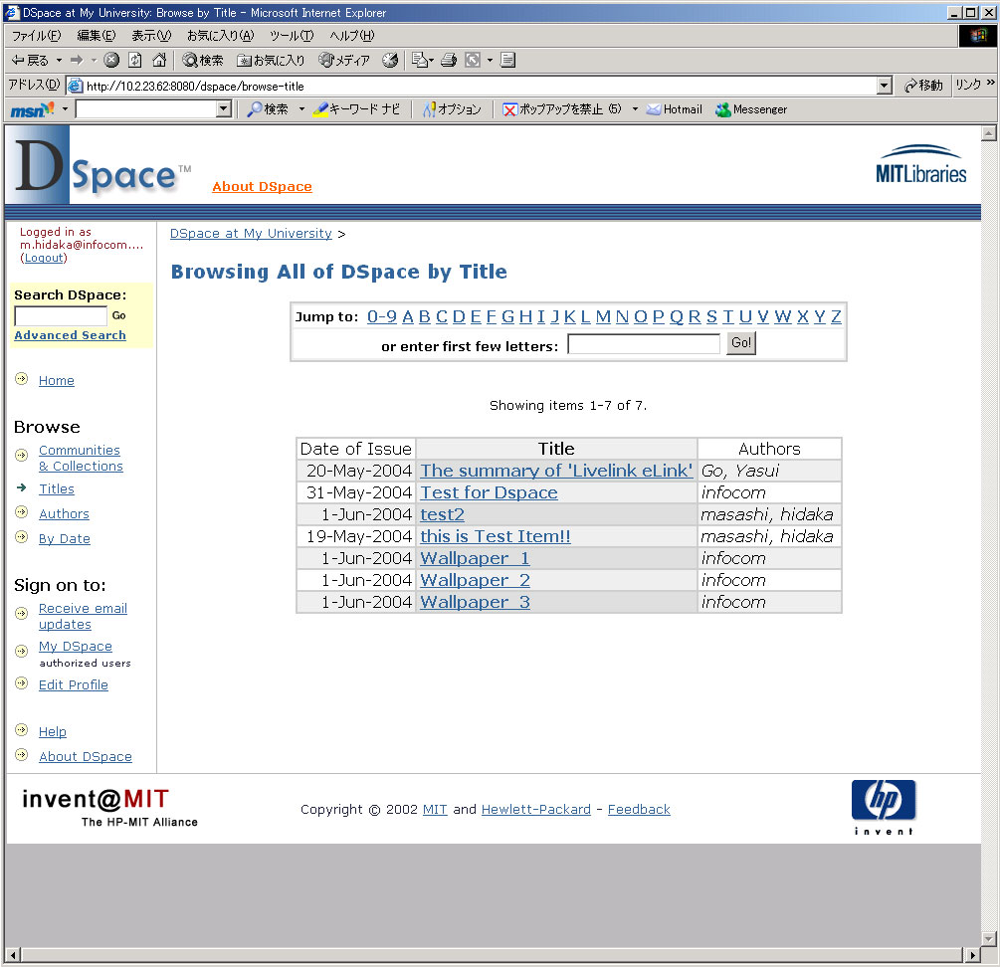 DSpace at My University: Browse by Title - Microsoft Internet Explorer
ファイル(F) 編集(E) 表示(V) お気に入り(A) ツール(T) ヘルプ(H)
戻る 検索 お気に入り メディア
アドレス(D) http://10.2.23.62:8080/dspace/browse-title 移動 リンク »
msn 検索 キーワード ナビ オプション ポップアップを禁止 (5) Hotmail Messenger
DSpace™ About DSpace MITLibraries
Logged in as
m.hidaka@infocom....
(Logout)
Search DSpace:
Go
Advanced Search
Home
Browse
Communities
& Collections
Titles
Authors
By Date
Sign on to:
Receive email
updates
My DSpace
authorized users
Edit Profile
Help
About DSpace
DSpace at My University >
Browsing All of DSpace by Title
Jump to: 0-9 A B C D E F G H I J K L M N O P Q R S T U V W X Y Z
or enter first few letters: Go!
Showing items 1-7 of 7.
Date of Issue Title Authors
20-May-2004 The summary of 'Livelink eLink' Go, Yasui
31-May-2004 Test for Dspace infocom
1-Jun-2004 test2 masashi, hidaka
19-May-2004 this is Test Item!! masashi, hidaka
1-Jun-2004 Wallpaper_1 infocom
1-Jun-2004 Wallpaper_2 infocom
1-Jun-2004 Wallpaper_3 infocom
invent@MIT
The HP-MIT Alliance
Copyright © 2002 MIT and Hewlett-Packard - Feedback
hp
invent